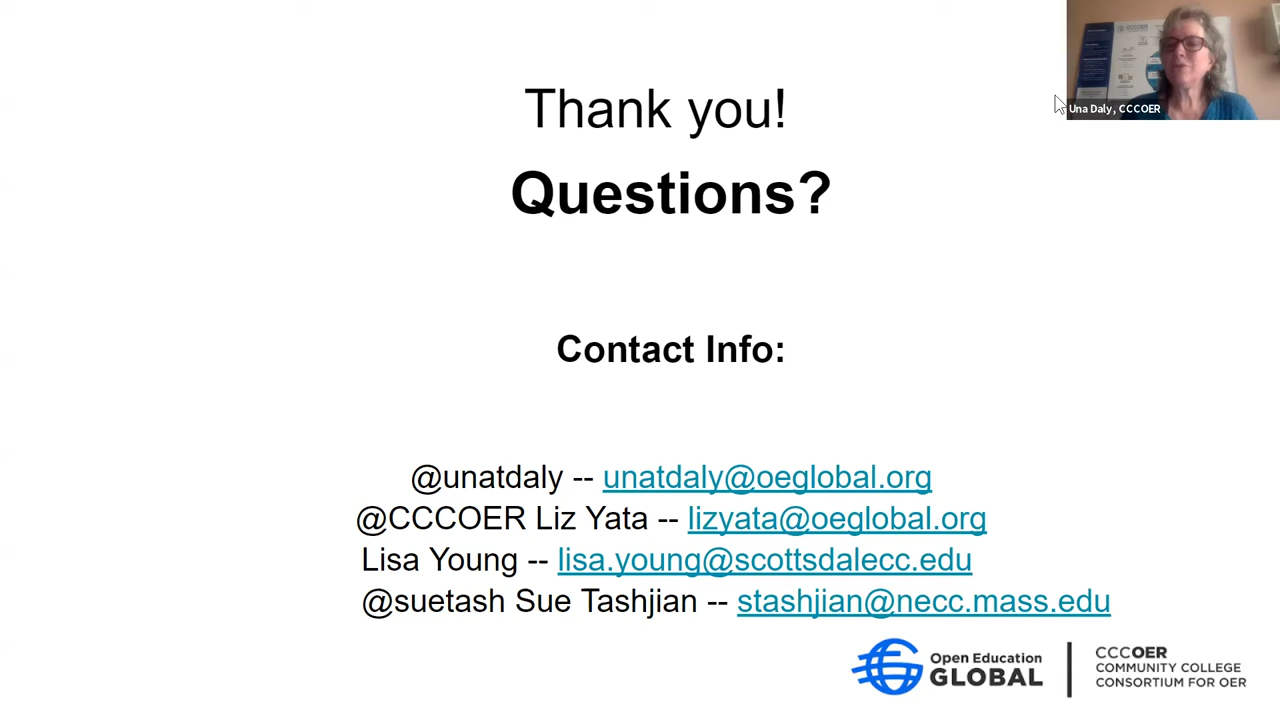 Thank you!
Questions?
Una Daly, CCCOER
Contact Info:
@unatdaly -- unatdaly@oeglobal.org
@CCCOER Liz Yata -- lizyata@oeglobal.org
Lisa Young -- lisa.young@scottsdalecc.edu
@suetash Sue Tashjian -- stashjian@necc.mass.edu
Open Education
GLOBAL
CCCOER
COMMUNITY COLLEGE
CONSORTIUM FOR OER